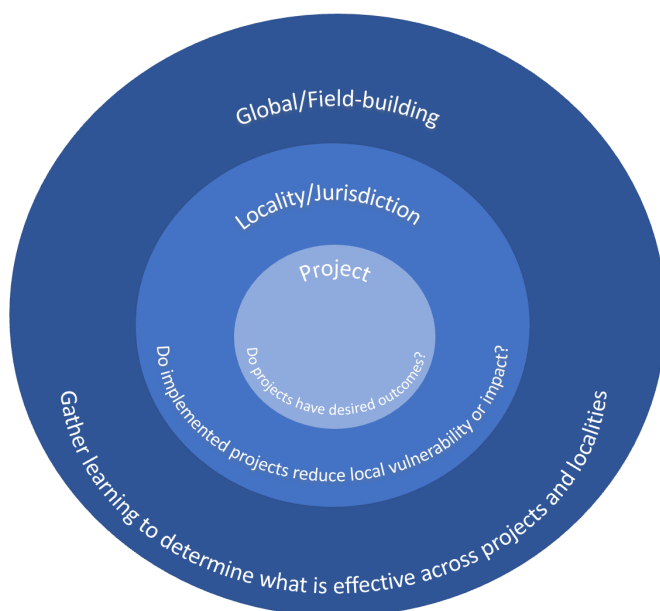 Global/Field-building
Locality/Jurisdiction
Project
Do projects have desired outcomes?
Do implemented projects reduce local vulnerability or impact?
Gather learning to determine what is effective across projects and localities